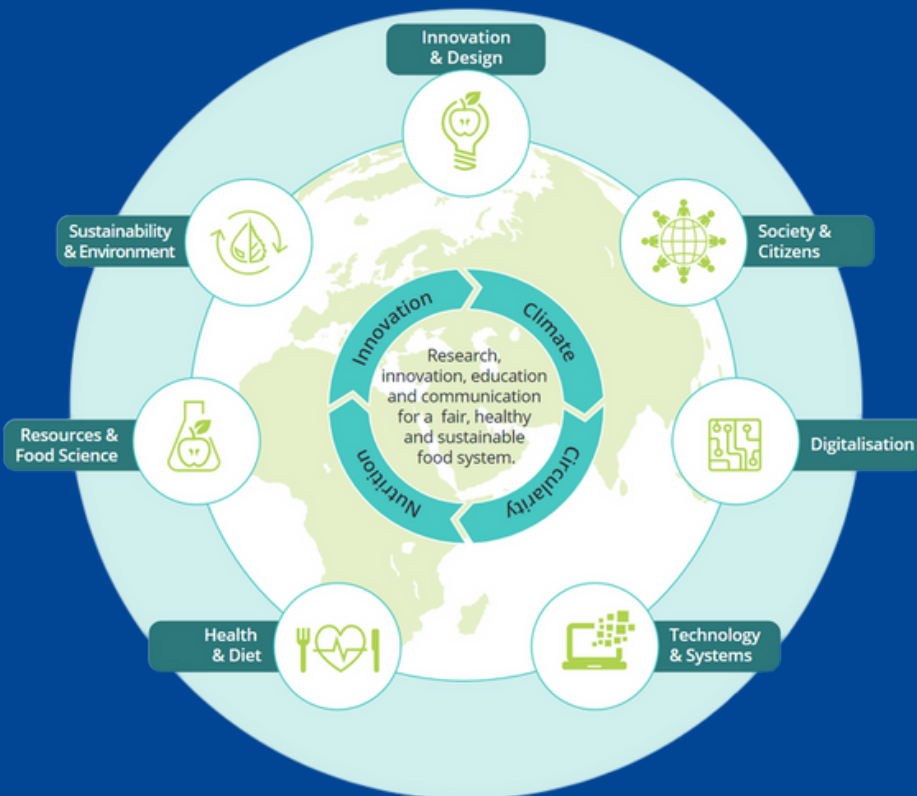 Innovation
& Design
Society &
Citizens
Digitalisation
Technology
& Systems
Health
& Diet
Resources &
Food Science
Sustainability
& Environment
Innovation
Climate
Circularity
Nutrition
Research,
innovation, education
and communication
for a fair, healthy
and sustainable
food system.